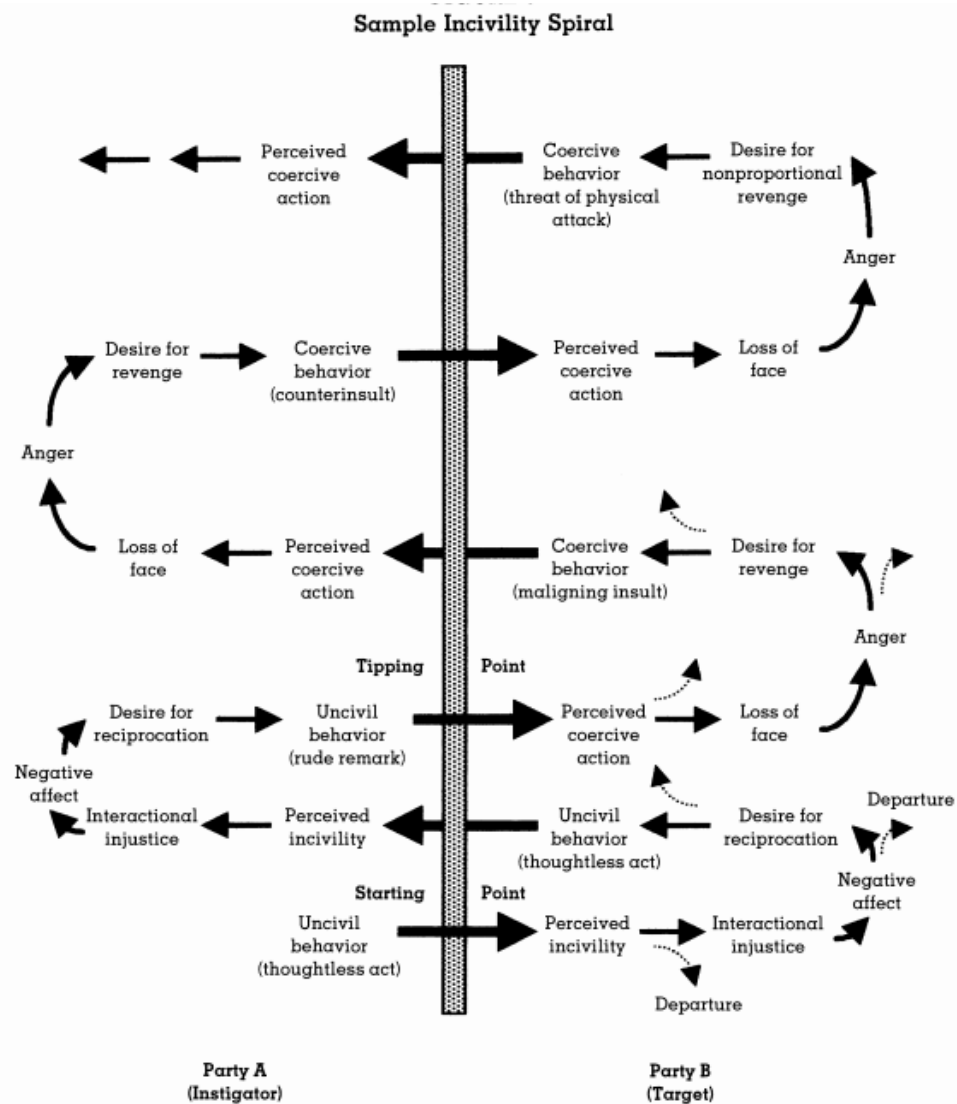 Sample Incivility Spiral
Perceived
coercive
action
Coercive
behavior
(threat of physical
attack)
Desire for
nonproportional
revenge
Anger
Desire for
revenge
Coercive
behavior
(counterinsult)
Perceived
coercive
action
Loss of
face
Anger
Loss of
face
Perceived
coercive
action
Coercive
behavior
(maligning insult)
Desire for
revenge
Anger
Tipping Point
Desire for
reciprocation
Uncivil
behavior
(rude remark)
Perceived
coercive
action
Loss of
face
Negative
affect
Interactional
injustice
Perceived
incivility
Uncivil
behavior
(thoughtless act)
Desire for
reciprocation
Departure
Negative
affect
Starting Point
Uncivil
behavior
(thoughtless act)
Perceived
incivility
Interactional
injustice
Departure
Party A
(Instigator)
Party B
(Target)